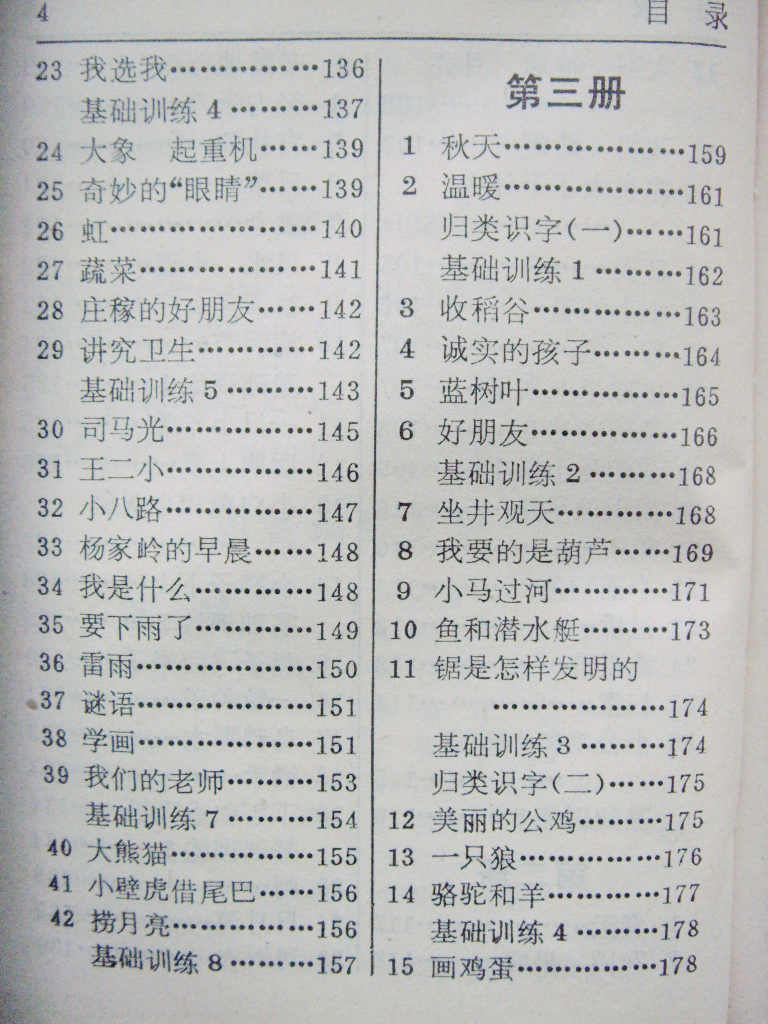 4
目 录
23 我选我………………136
基础训练4………137
24 大象 起重机……139
25 奇妙的“眼睛”……139
26 虹……………………140
27 蔬菜…………………141
28 庄稼的好朋友……142
29 讲究卫生…………142
基础训练5………143
30 司马光……………145
31 王二小……………146
32 小八路……………147
33 杨家岭的早晨……148
34 我是什么…………148
35 要下雨了…………149
36 雷雨………………150
37 谜语………………151
38 学画………………151
39 我们的老师………153
基础训练7………154
40 大熊猫……………155
41 小壁虎借尾巴……156
42 捞月亮……………156
基础训练8………157
第三册
1 秋天…………………159
2 温暖…………………161
归类识字(一)……161
基础训练1………162
3 收稻谷……………163
4 诚实的孩子………164
5 蓝树叶……………165
6 好朋友……………166
基础训练2………168
7 坐井观天…………168
8 我要的是葫芦……169
9 小马过河…………171
10 鱼和潜水艇………173
11 锯是怎样发明的
………………174
基础训练3………174
归类识字(二)……175
12 美丽的公鸡………175
13 一只狼……………176
14 骆驼和羊…………177
基础训练4………178
15 画鸡蛋……………178